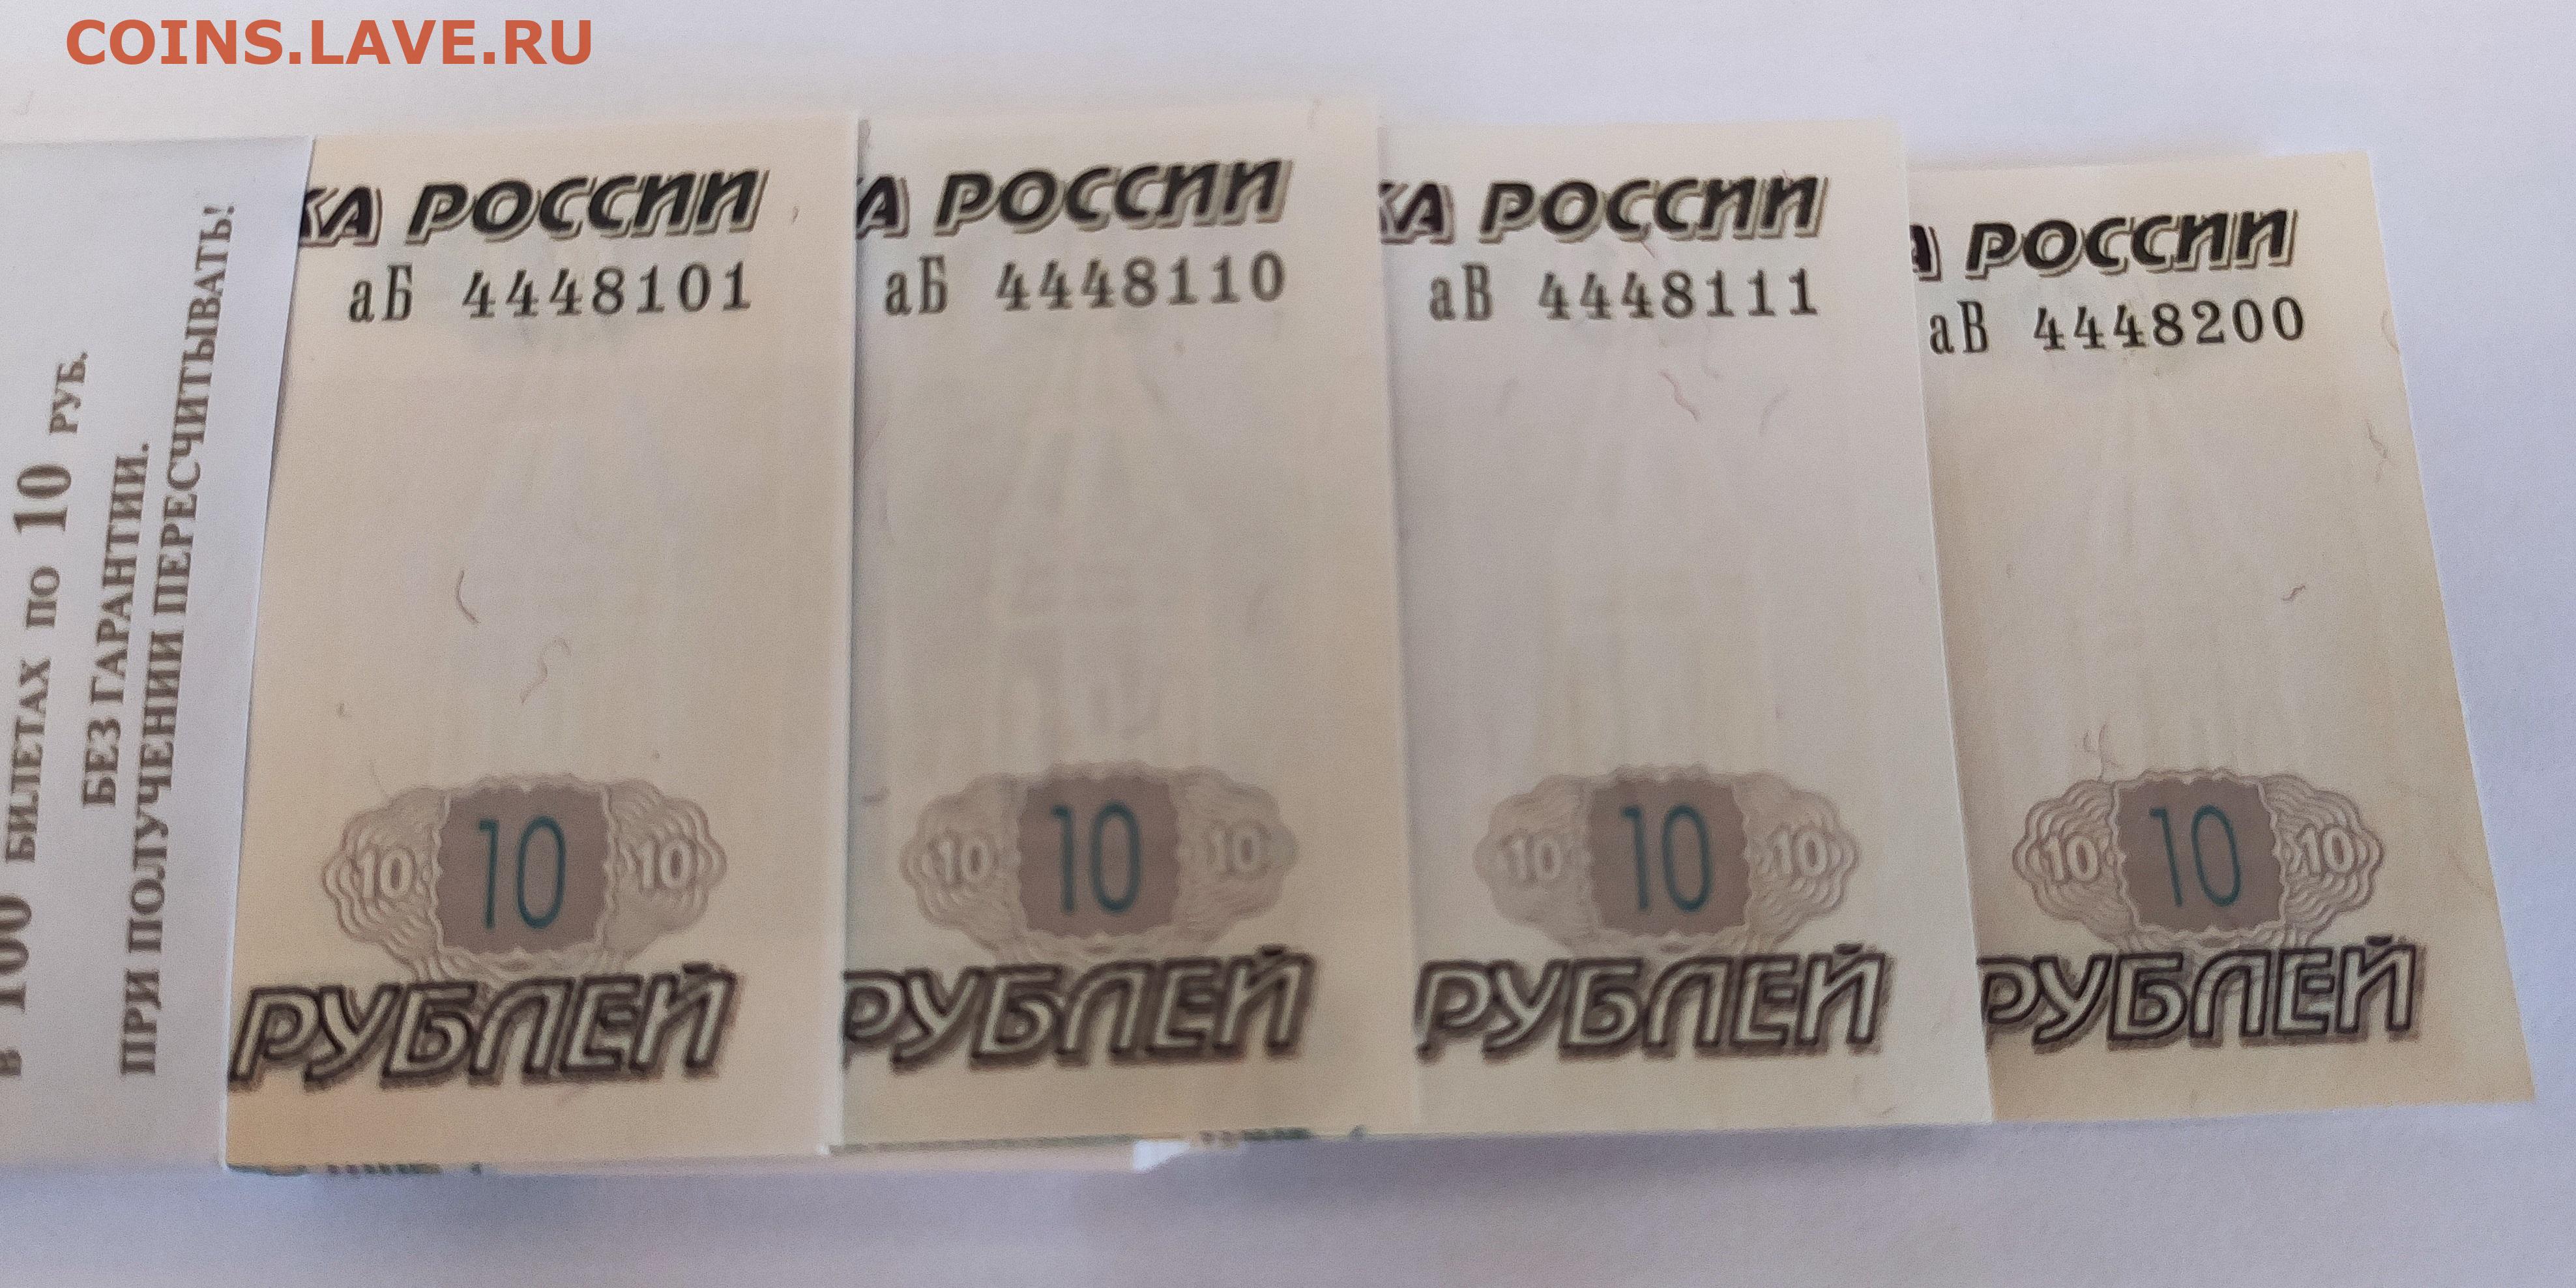 COINS.LAVE.RU
БИЛЕТАХ ПО 10 РУБ.
БЕЗ ГАРАНТИИ.
ПРИ ПОЛУЧЕНИИ ПЕРЕСЧИТЫВАТЬ!
КА РОССИИ
аБ 4448101
10 10 10
РУБЛЕЙ
А РОССИИ
аБ 4448110
10 10 10
РУБЛЕЙ
КА РОССИИ
аВ 4448111
10 10 10
РУБЛЕЙ
А РОССИИ
аВ 4448200
10 10 10
РУБЛЕЙ